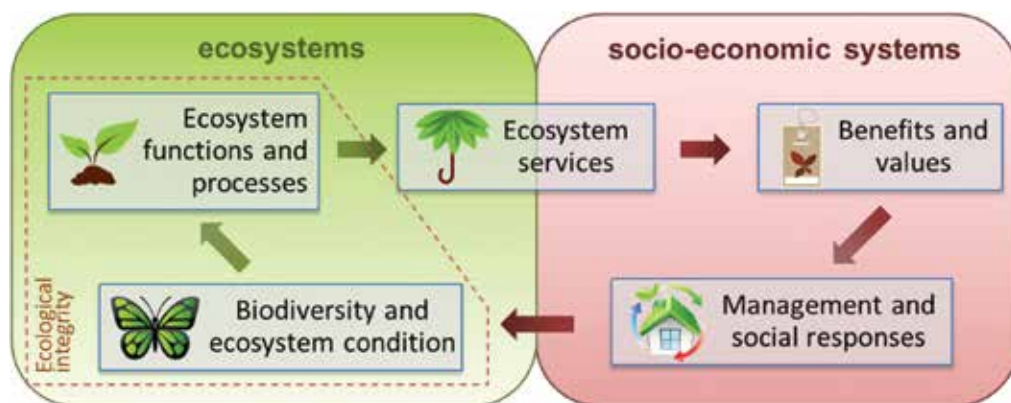 ecosystems
socio-economic systems
Ecosystem
functions and
processes
Ecosystem
services
Benefits and
values
Ecological
integrity
Biodiversity and
ecosystem condition
Management and
social responses